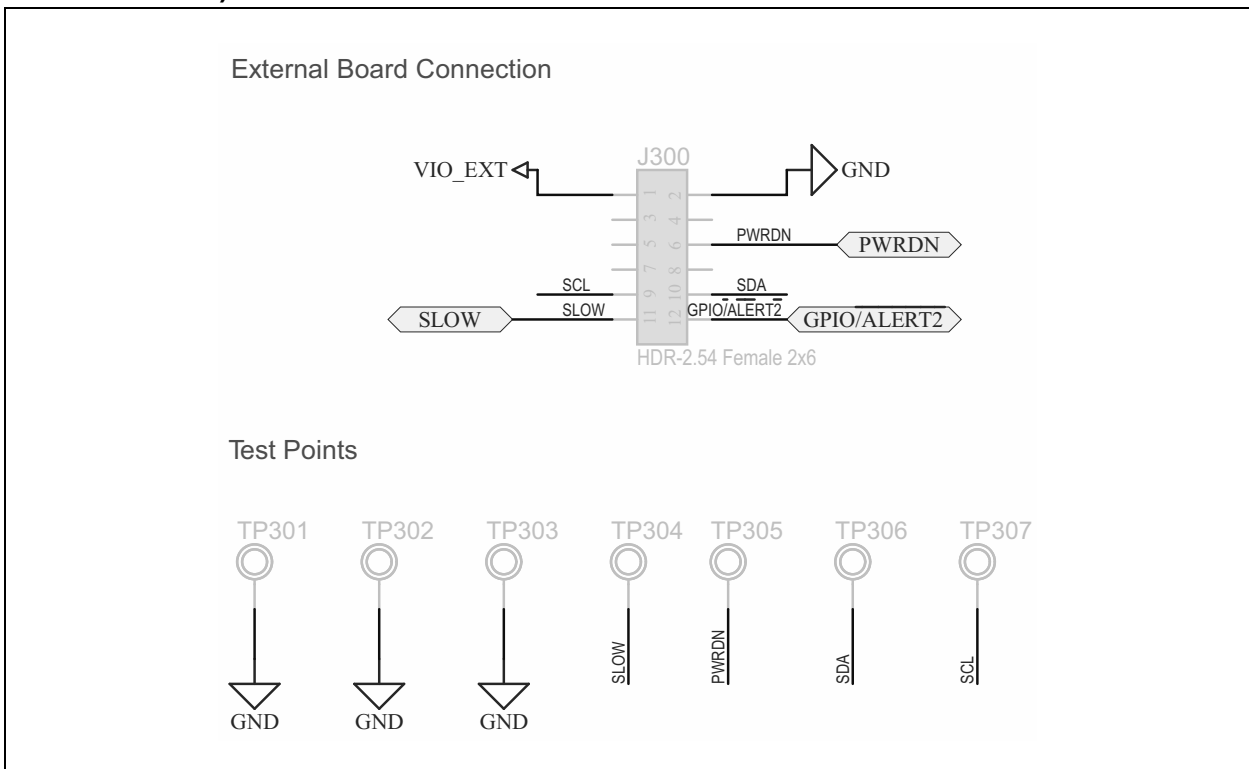 External Board Connection
J300
VIO_EXT
GND
1 2
3 4
PWRDN
5 6
PWRDN
7 8
SCL
9 10
SDA
SLOW
SLOW
11 12
GPIO/ALERT2
GPIO/ALERT2
HDR-2.54 Female 2x6
Test Points
TP301 TP302 TP303 TP304 TP305 TP306 TP307
SLOW PWRDN SDA SCL
GND GND GND